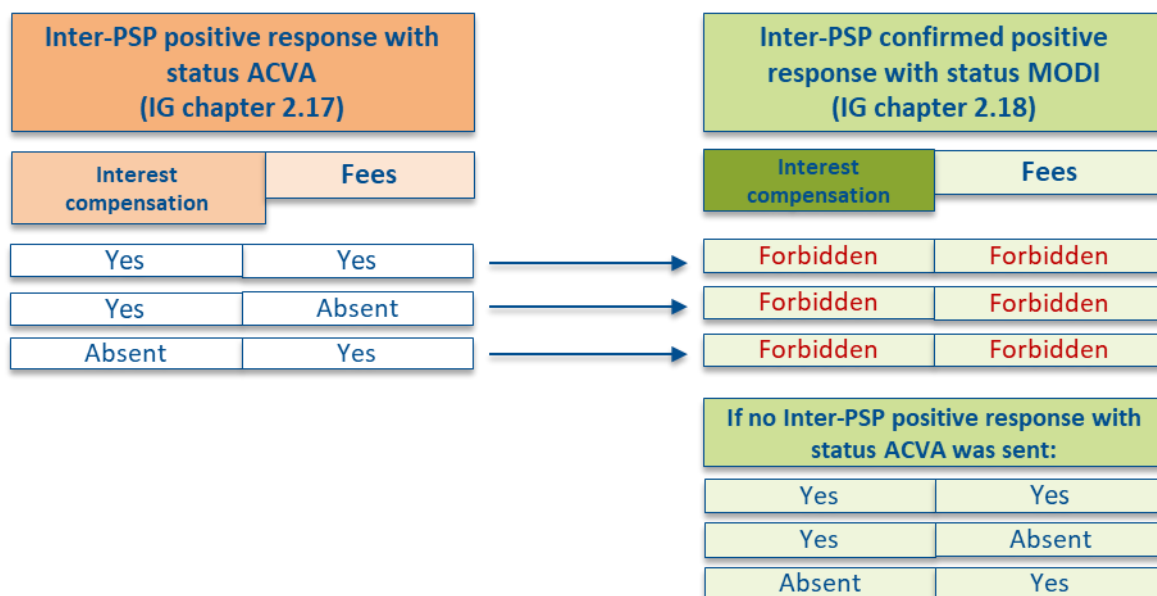 Inter-PSP positive response with
status ACVA
(IG chapter 2.17)
Inter-PSP confirmed positive
response with status MODI
(IG chapter 2.18)
Interest
compensation
Fees
Interest
compensation
Fees
Yes
Yes
Forbidden
Forbidden
Yes
Absent
Forbidden
Forbidden
Absent
Yes
Forbidden
Forbidden
If no Inter-PSP positive response with
status ACVA was sent:
Yes
Yes
Yes
Absent
Absent
Yes